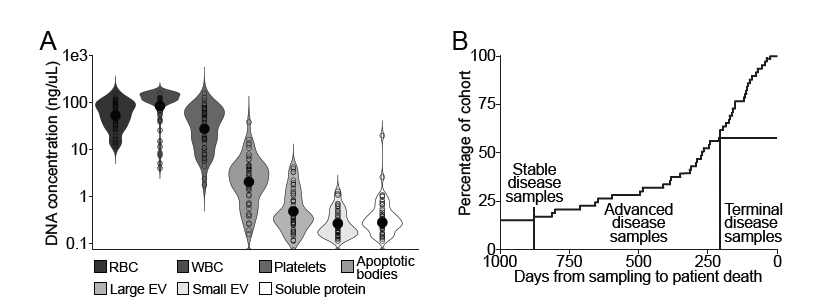 A
DNA concentration (ng/uL)
1e3
100
10
1
0.1
RBC
WBC
Platelets
Apoptotic
bodies
Large EV
Small EV
Soluble protein
B
Percentage of cohort
100
75
50
25
0
Stable
disease
samples
Advanced
disease
samples
Terminal
disease
samples
1000
750
500
250
0
Days from sampling to patient death